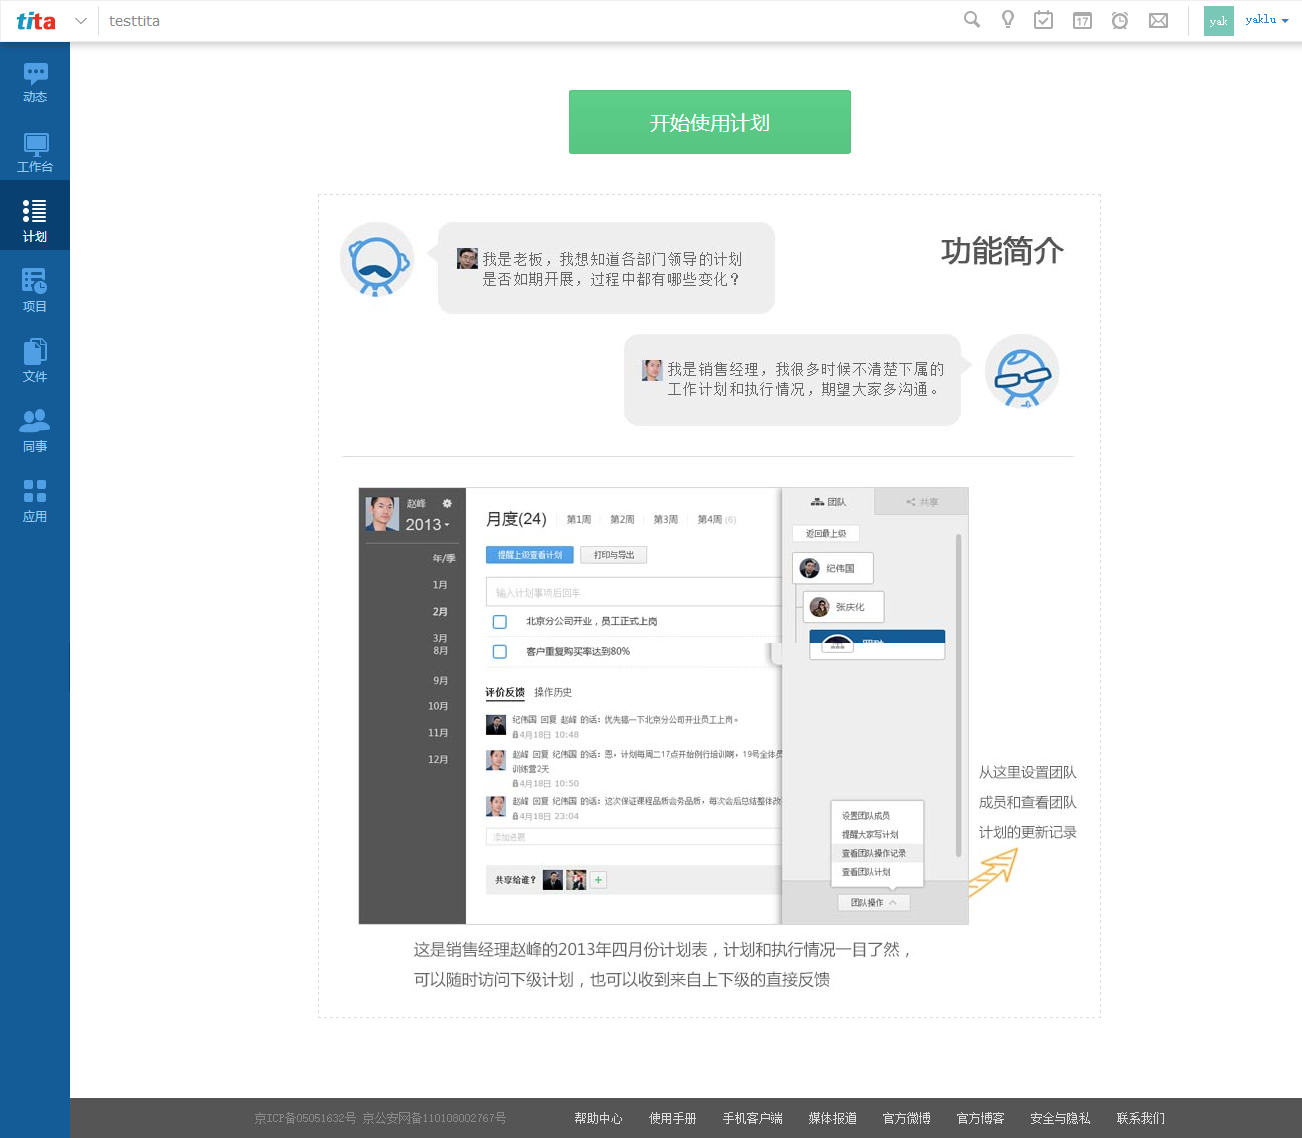 tita
testtita
17
yak
yaklu
动态
工作台
计划
项目
文件
同事
应用
开始使用计划
功能简介
我是老板，我想知道各部门领导的计划
是否如期开展，过程中都有哪些变化？
我是销售经理，我很多时候不清楚下属的
工作计划和执行情况，期望大家多沟通。
赵峰
2013
年/季
1月
2月
3月
8月
9月
10月
11月
12月
月度(24)
第1周
第2周
第3周
第4周 (6)
提醒上级查看计划
打印与导出
输入计划事项后回车
北京分公司开业，员工正式上岗
客户重复购买率达到80%
评价反馈
操作历史
纪伟国 回复 赵峰 的话：优先搞一下北京分公司开业员工上岗。
4月18日 10:48
赵峰 回复 纪伟国 的话：恩，计划每周二17点开始例行培训啊，19号全体员
训练营2天
4月18日 10:50
赵峰 回复 纪伟国 的话：这次保证课程品质会务品质，每次会后总结整体改
4月18日 23:04
添加进篇
共享给谁？
团队
共享
返回最上级
纪伟国
张庆化
设置团队成员
提醒大家写计划
查看团队操作记录
查看团队计划
团队操作
从这里设置团队
成员和查看团队
计划的更新记录
这是销售经理赵峰的2013年四月份计划表，计划和执行情况一目了然，
可以随时访问下级计划，也可以收到来自上下级的直接反馈
京ICP备05051632号 京公安网备110108002767号
帮助中心
使用手册
手机客户端
媒体报道
官方微博
官方博客
安全与隐私
联系我们